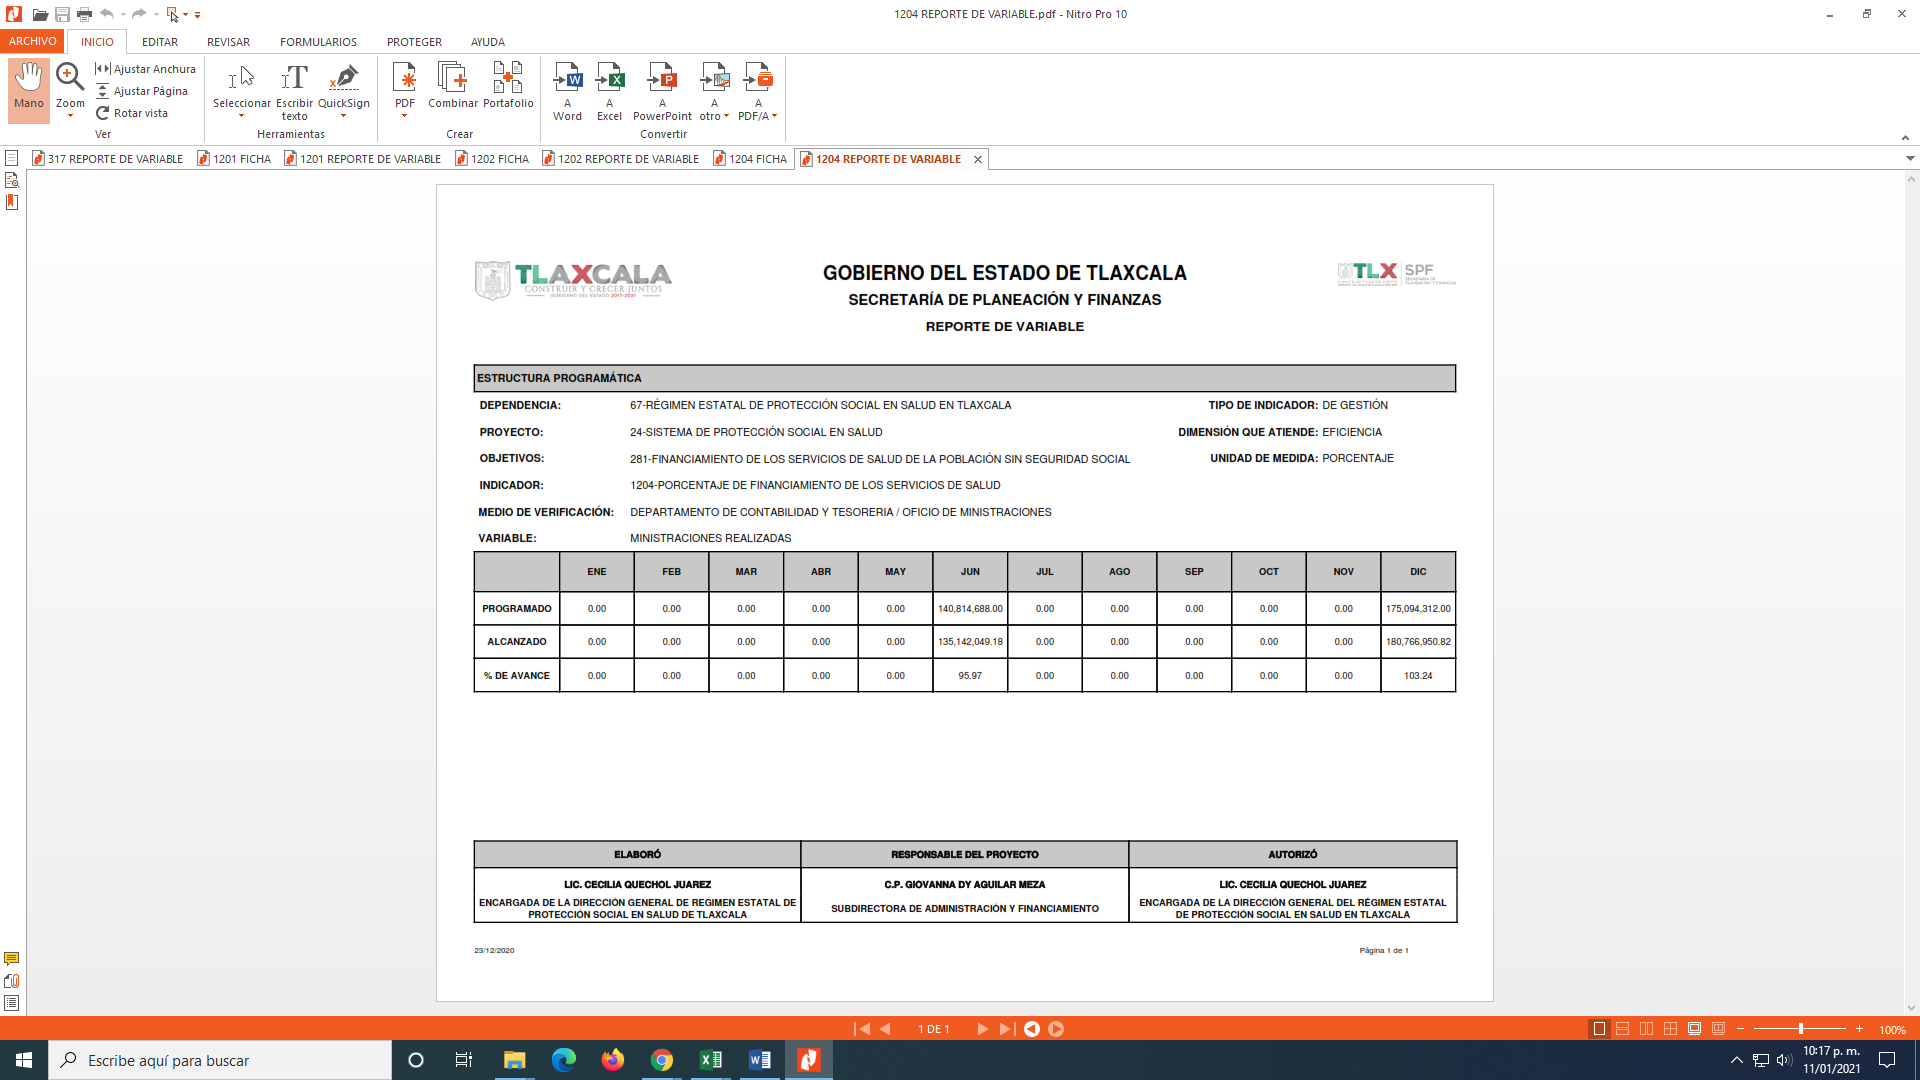 1204 REPORTE DE VARIABLE.pdf - Nitro Pro 10
ARCHIVO INICIO EDITAR REVISAR FORMULARIOS PROTEGER AYUDA
Mano Zoom Ajustar Anchura
Ajustar Página
Rotar vista
Ver
Seleccionar Escribir texto QuickSign
Herramientas
PDF Combinar Portafolio
Crear
A Word A Excel A PowerPoint A otro A PDF/A
Convertir
317 REPORTE DE VARIABLE 1201 FICHA 1201 REPORTE DE VARIABLE 1202 FICHA 1202 REPORTE DE VARIABLE 1204 FICHA 1204 REPORTE DE VARIABLE
TLAXCALA
CONSTRUIR Y CRECER JUNTOS
GOBIERNO DEL ESTADO 2017-2021
GOBIERNO DEL ESTADO DE TLAXCALA
SECRETARÍA DE PLANEACIÓN Y FINANZAS
REPORTE DE VARIABLE
TLX SPF
SECRETARÍA DE
PLANEACIÓN Y FINANZAS
ESTRUCTURA PROGRAMÁTICA
DEPENDENCIA: 67-RÉGIMEN ESTATAL DE PROTECCIÓN SOCIAL EN SALUD EN TLAXCALA TIPO DE INDICADOR: DE GESTIÓN
PROYECTO: 24-SISTEMA DE PROTECCIÓN SOCIAL EN SALUD DIMENSIÓN QUE ATIENDE: EFICIENCIA
OBJETIVOS: 281-FINANCIAMIENTO DE LOS SERVICIOS DE SALUD DE LA POBLACIÓN SIN SEGURIDAD SOCIAL UNIDAD DE MEDIDA: PORCENTAJE
INDICADOR: 1204-PORCENTAJE DE FINANCIAMIENTO DE LOS SERVICIOS DE SALUD
MEDIO DE VERIFICACIÓN: DEPARTAMENTO DE CONTABILIDAD Y TESORERIA / OFICIO DE MINISTRACIONES
VARIABLE: MINISTRACIONES REALIZADAS
ENE FEB MAR ABR MAY JUN JUL AGO SEP OCT NOV DIC
PROGRAMADO 0.00 0.00 0.00 0.00 0.00 140,814,688.00 0.00 0.00 0.00 0.00 0.00 175,094,312.00
ALCANZADO 0.00 0.00 0.00 0.00 0.00 135,142,049.18 0.00 0.00 0.00 0.00 0.00 180,766,950.82
% DE AVANCE 0.00 0.00 0.00 0.00 0.00 95.97 0.00 0.00 0.00 0.00 0.00 103.24
ELABORÓ RESPONSABLE DEL PROYECTO AUTORIZÓ
LIC. CECILIA QUECHOL JUAREZ C.P. GIOVANNA DY AGUILAR MEZA LIC. CECILIA QUECHOL JUAREZ
ENCARGADA DE LA DIRECCIÓN GENERAL DE REGIMEN ESTATAL DE PROTECCIÓN SOCIAL EN SALUD DE TLAXCALA
SUBDIRECTORA DE ADMINISTRACIÓN Y FINANCIAMIENTO
ENCARGADA DE LA DIRECCIÓN GENERAL DEL RÉGIMEN ESTATAL DE PROTECCIÓN SOCIAL EN SALUD EN TLAXCALA
23/12/2020 Página 1 de 1
1 DE 1
100%
Escribe aquí para buscar
10:17 p. m.
11/01/2021